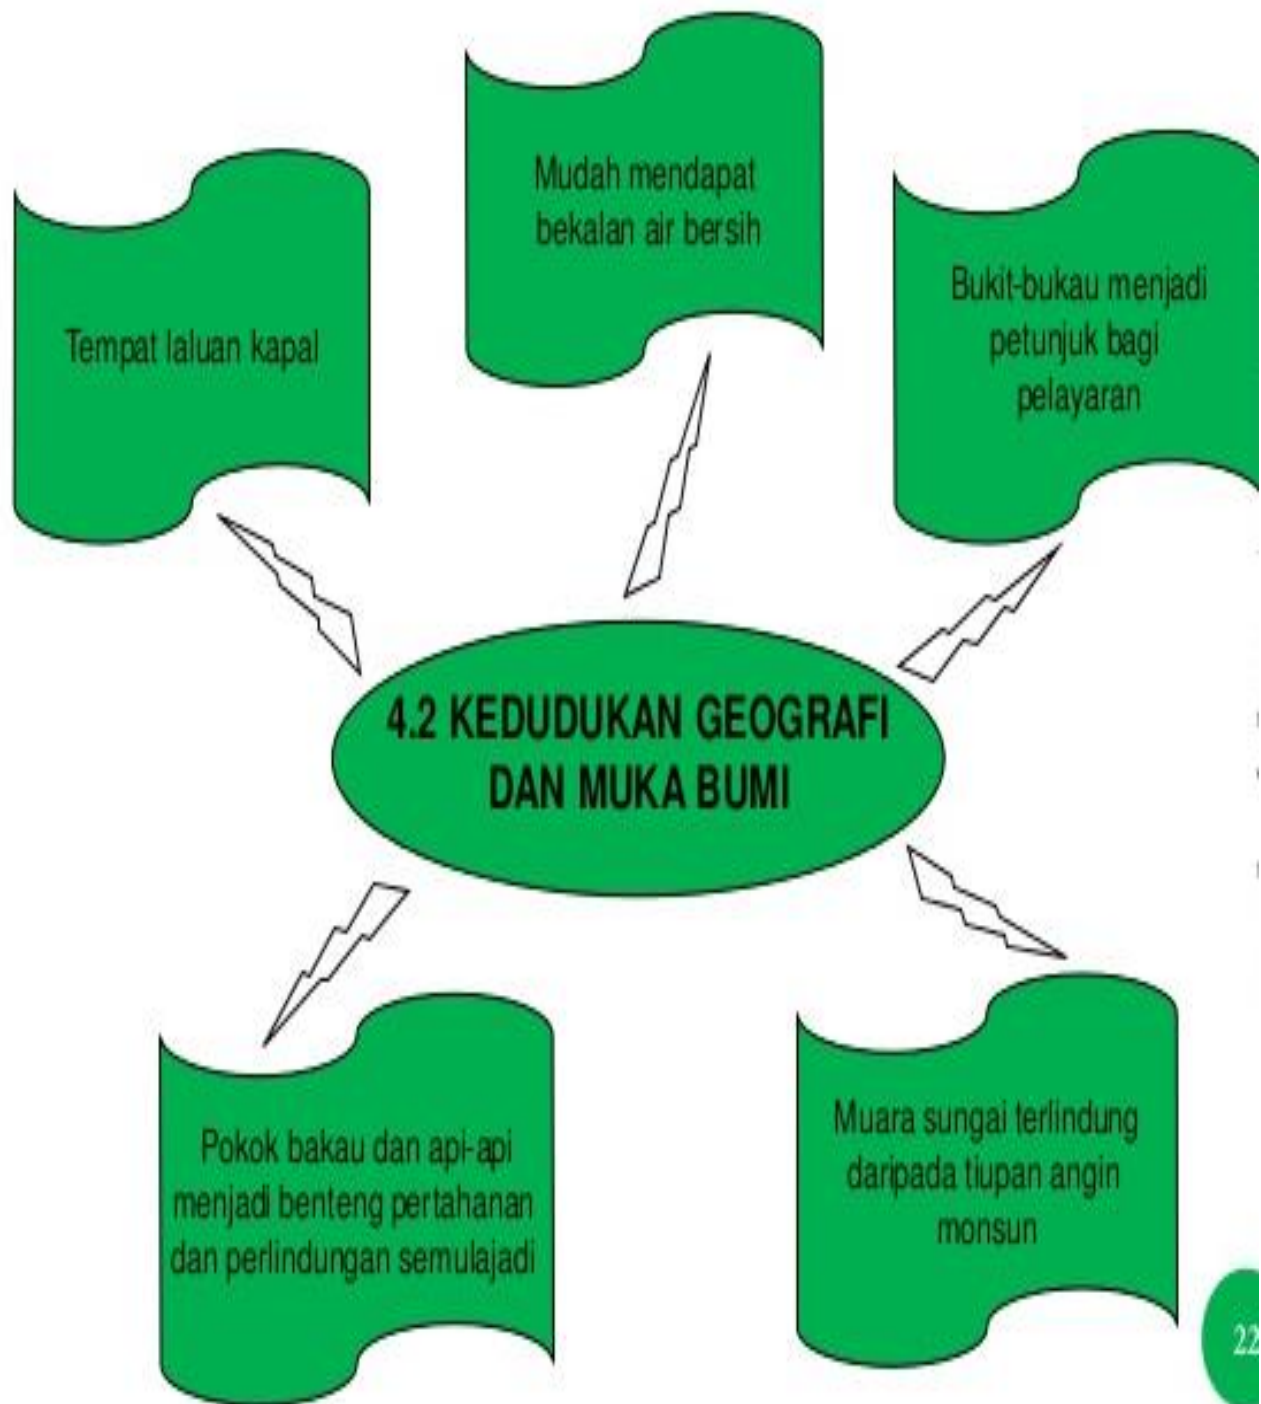 Mudah mendapat
bekalan air bersih
Tempat laluan kapal
Bukit-bukau menjadi
petunjuk bagi
pelayaran
4.2 KEDUDUKAN GEOGRAFI
DAN MUKA BUMI
Pokok bakau dan api-api
menjadi benteng pertahanan
dan perlindungan semulajadi
Muara sungai terlindung
daripada tiupan angin
monsun
22